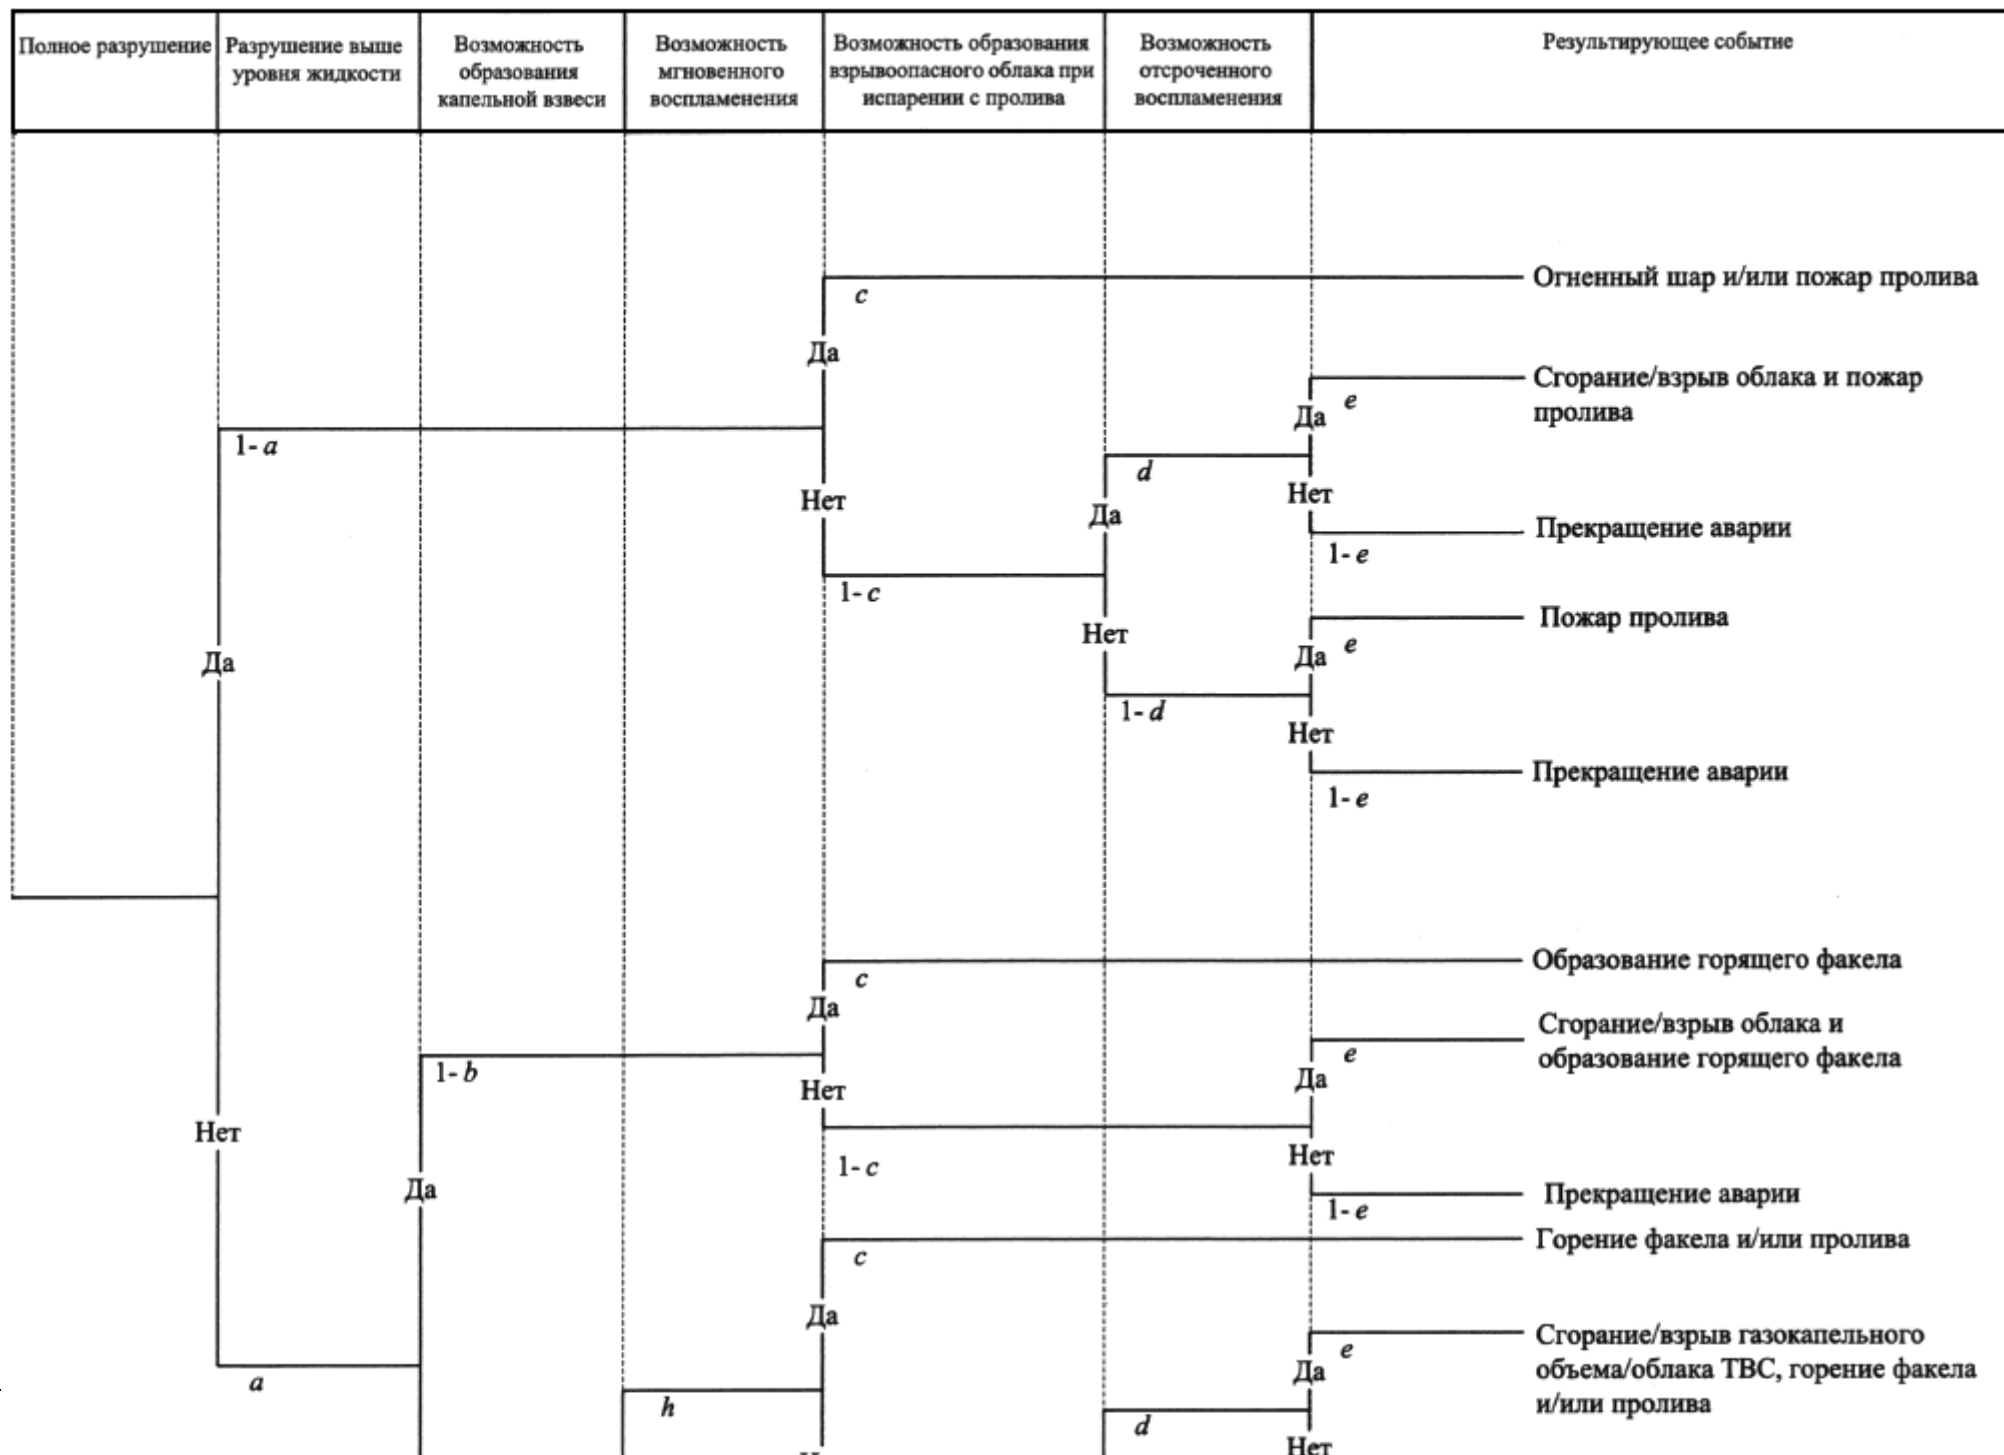 Полное разрушение
Разрушение выше
уровня жидкости
Возможность
образования
капельной взвеси
Возможность
мгновенного
воспламенения
Возможность образования
взрывоопасного облака при
испарении с пролива
Возможность
отсроченного
воспламенения
Результирующее событие
Огненный шар и/или пожар пролива
c
Да
Сгорание/взрыв облака и пожар
пролива
e
Да
1- a
d
Нет
Нет
Да
Прекращение аварии
1- e
1- c
Пожар пролива
Нет
e
Да
Да
1- d
Нет
Прекращение аварии
1- e
Образование горящего факела
c
Да
Сгорание/взрыв облака и
образование горящего факела
e
1- b
Да
Нет
Нет
Нет
1- c
Да
Прекращение аварии
1- e
Горение факела и/или пролива
c
Да
Сгорание/взрыв газокапельного
объема/облака ТВС, горение факела
и/или пролива
e
Да
a
h
d
Нет